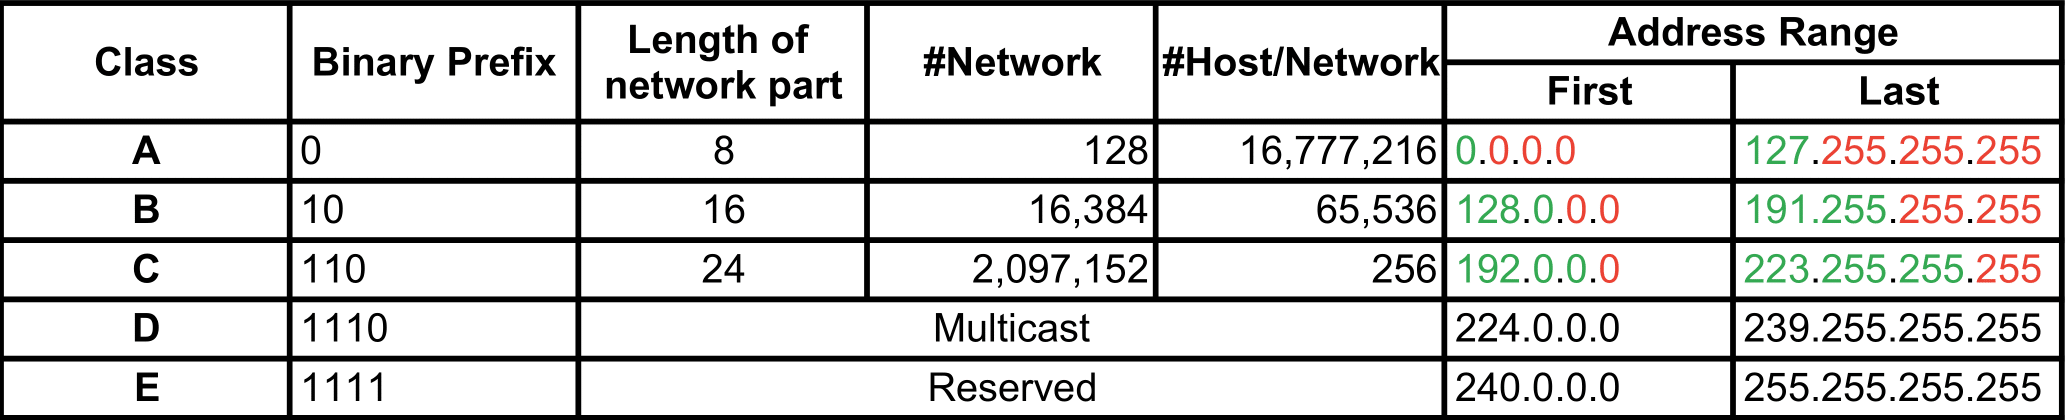 Class Binary Prefix Length of network part #Network #Host/Network Address Range
First Last
A 0 8 128 16,777,216 0.0.0.0 127.255.255.255
B 10 16 16,384 65,536 128.0.0.0 191.255.255.255
C 110 24 2,097,152 256 192.0.0.0 223.255.255.255
D 1110 Multicast 224.0.0.0 239.255.255.255
E 1111 Reserved 240.0.0.0 255.255.255.255